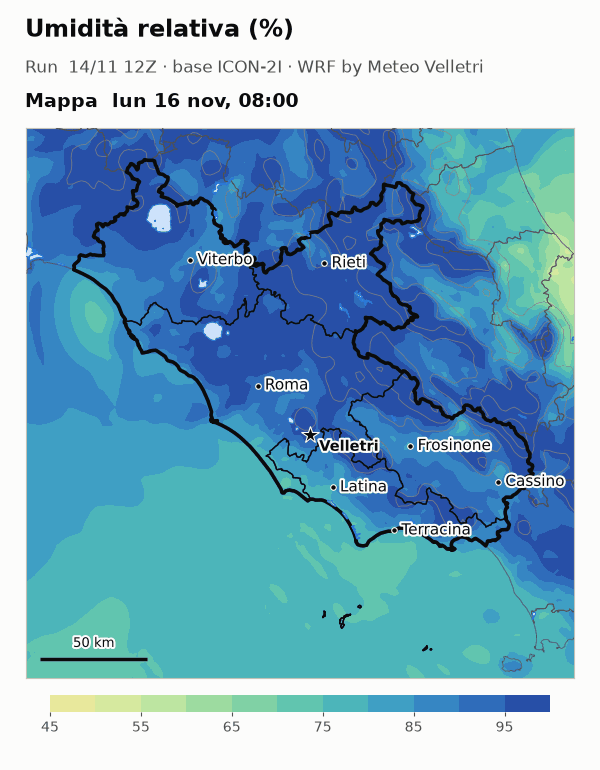 Umidità relativa (%)
Run  14/11 12Z · base ICON-2I · WRF by Meteo Velletri
Mappa  lun 16 nov, 08:00
Viterbo
Rieti
Roma
Velletri
Frosinone
Cassino
Latina
Terracina
50 km
45 55 65 75 85 95